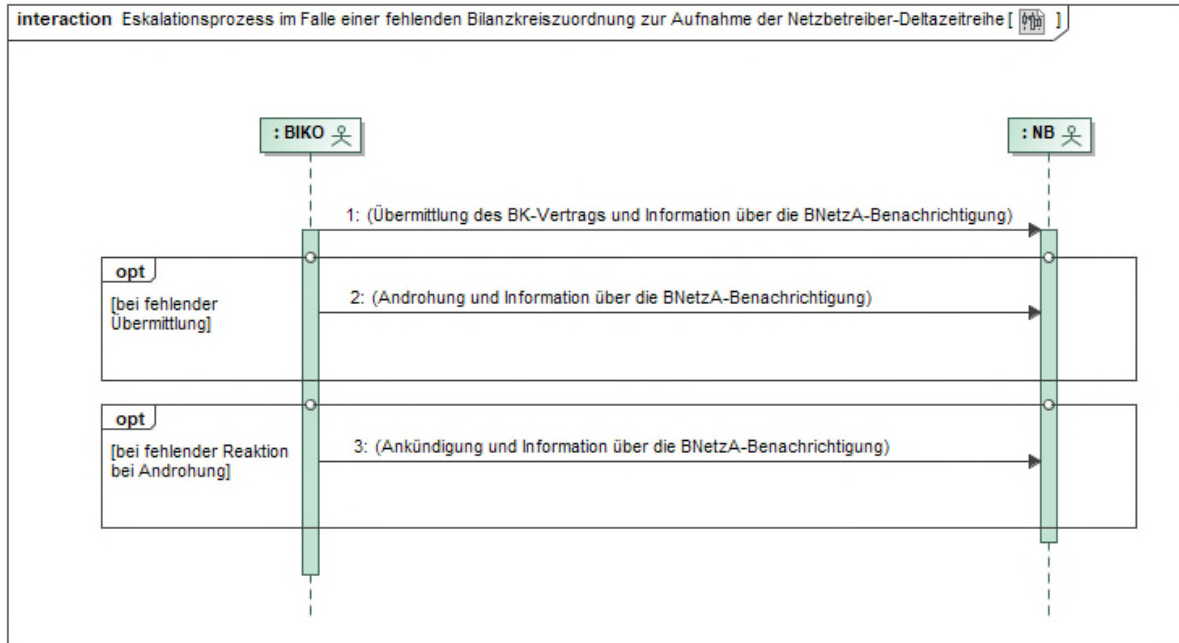 interaction Eskalationsprozess im Falle einer fehlenden Bilanzkreiszuordnung zur Aufnahme der Netzbetreiber-Deltazeitreihe [ ]
: BIKO
: NB
1: (Übermittlung des BK-Vertrags und Information über die BNetzA-Benachrichtigung)
opt
[bei fehlender
Übermittlung]
2: (Androhung und Information über die BNetzA-Benachrichtigung)
opt
[bei fehlender Reaktion
bei Androhung]
3: (Ankündigung und Information über die BNetzA-Benachrichtigung)